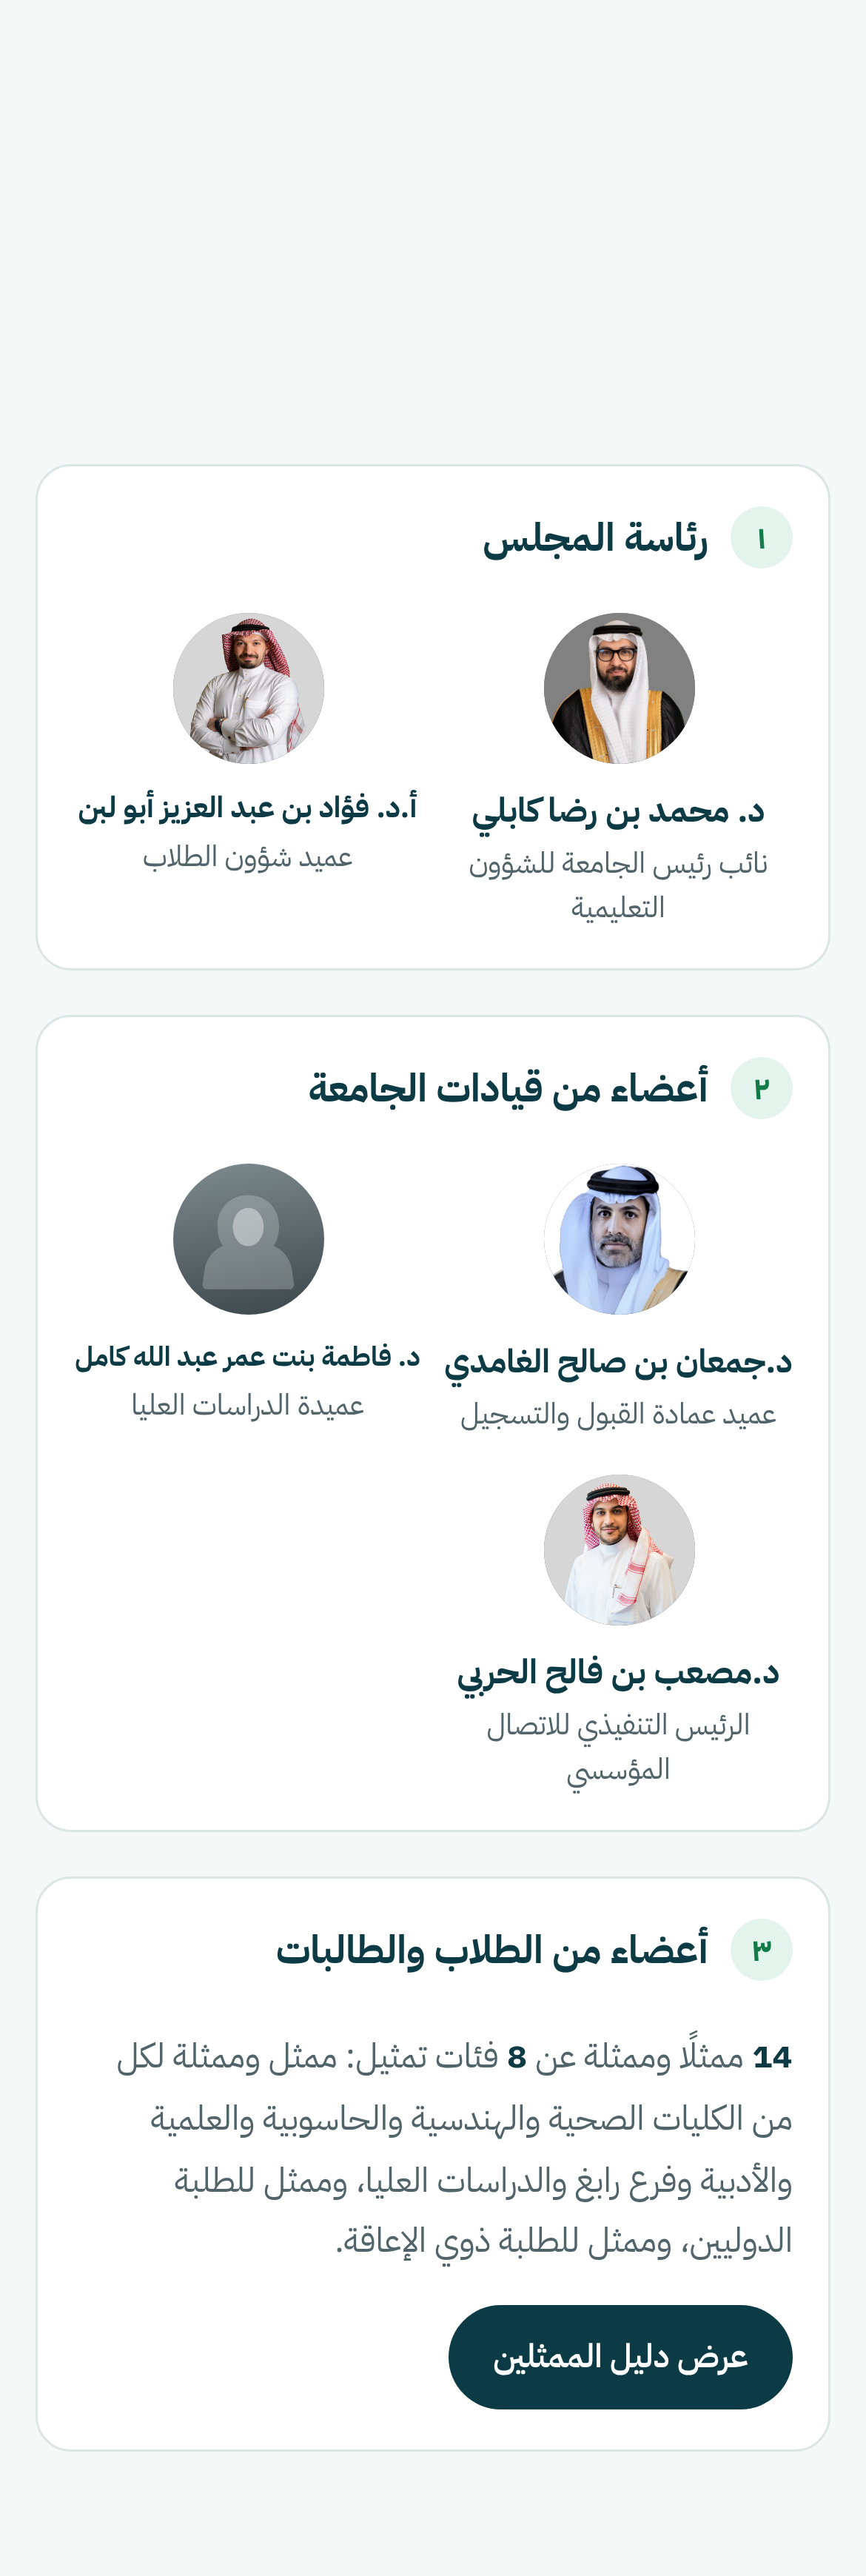 ١
رئاسة المجلس
د. محمد بن رضا كابلي
نائب رئيس الجامعة للشؤون
التعليمية
أ.د. فؤاد بن عبد العزيز أبو لبن
عميد شؤون الطلاب
٢
أعضاء من قيادات الجامعة
د.جمعان بن صالح الغامدي
عميد عمادة القبول والتسجيل
د. فاطمة بنت عمر عبد الله كامل
عميدة الدراسات العليا
د.مصعب بن فالح الحربي
الرئيس التنفيذي للاتصال
المؤسسي
٣
أعضاء من الطلاب والطالبات
14 ممثلًا وممثلة عن 8 فئات تمثيل: ممثل وممثلة لكل
من الكليات الصحية والهندسية والحاسوبية والعلمية
والأدبية وفرع رابغ والدراسات العليا، وممثل للطلبة
الدوليين، وممثل للطلبة ذوي الإعاقة.
عرض دليل الممثلين